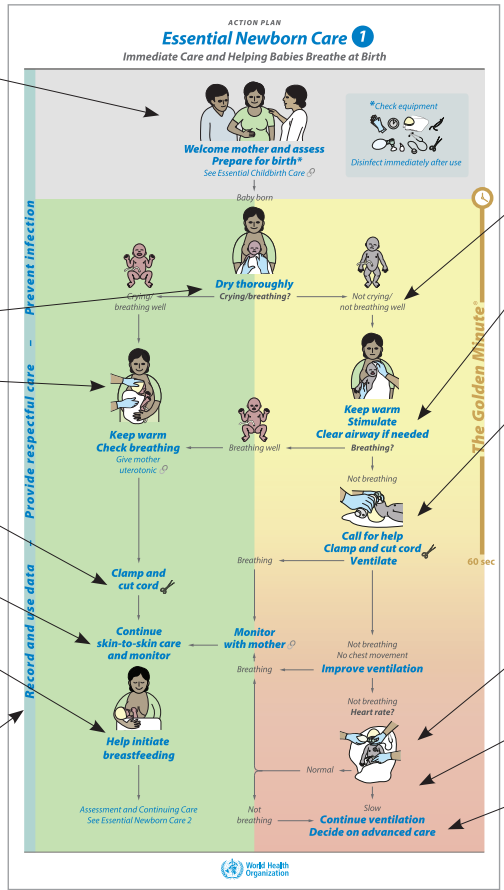 ACTION PLAN
Essential Newborn Care 1
Immediate Care and Helping Babies Breathe at Birth
Welcome mother and assess
Prepare for birth*
See Essential Childbirth Care
*Check equipment
Disinfect immediately after use
Baby born
Dry thoroughly
Crying/breathing?
Crying/
breathing well
Not crying/
not breathing well
Keep warm
Check breathing
Give mother
uterotonic
Breathing well
Keep warm
Stimulate
Clear airway if needed
Breathing?
Not breathing
Call for help
Clamp and cut cord
Ventilate
Breathing
60 sec
Clamp and
cut cord
Continue
skin-to-skin care
and monitor
Monitor
with mother
Not breathing
No chest movement
Breathing
Improve ventilation
Not breathing
Heart rate?
Help initiate
breastfeeding
Normal
Slow
Assessment and Continuing Care
See Essential Newborn Care 2
Not
breathing
Continue ventilation
Decide on advanced care
Record and use data – Provide respectful care – Prevent infection
The Golden Minute®
World Health
Organization